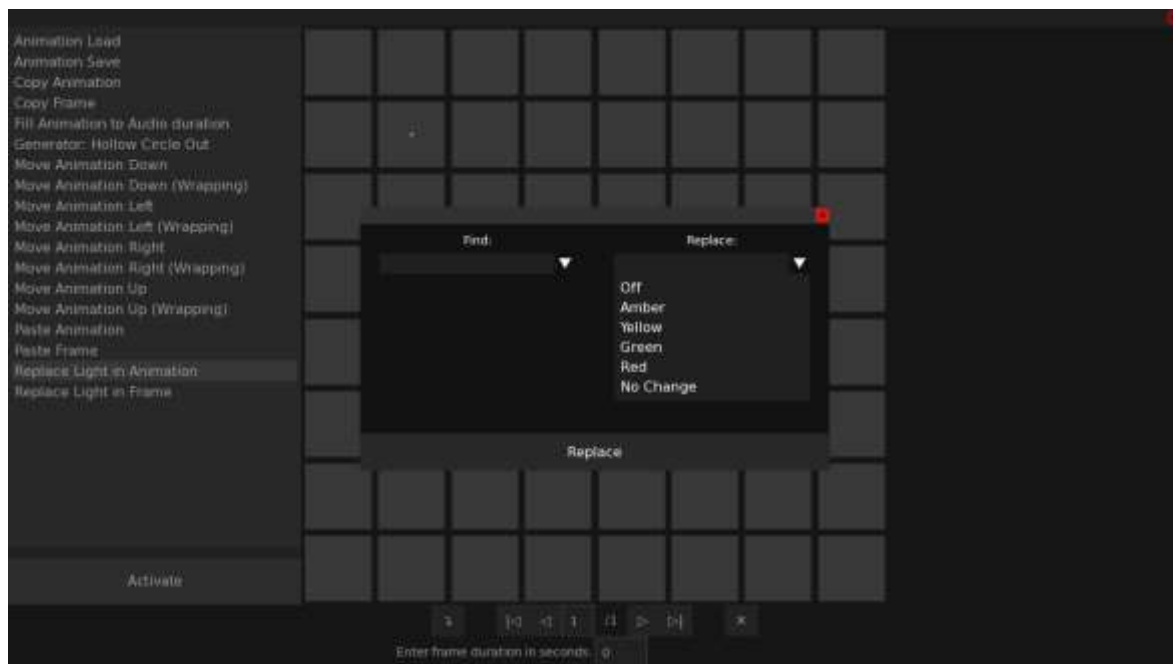 Animation Load
Animation Save
Copy Animation
Copy Frame
Fill Animation to Audio duration
Generator: Hollow Circle Out
Move Animation Down
Move Animation Down (Wrapping)
Move Animation Left
Move Animation Left (Wrapping)
Move Animation Right
Move Animation Right (Wrapping)
Move Animation Up
Move Animation Up (Wrapping)
Paste Animation
Paste Frame
Replace Light in Animation
Replace Light in Frame
Activate
Find:
Replace:
Off
Amber
Yellow
Green
Red
No Change
Replace
1 /1
Enter frame duration in seconds: 0